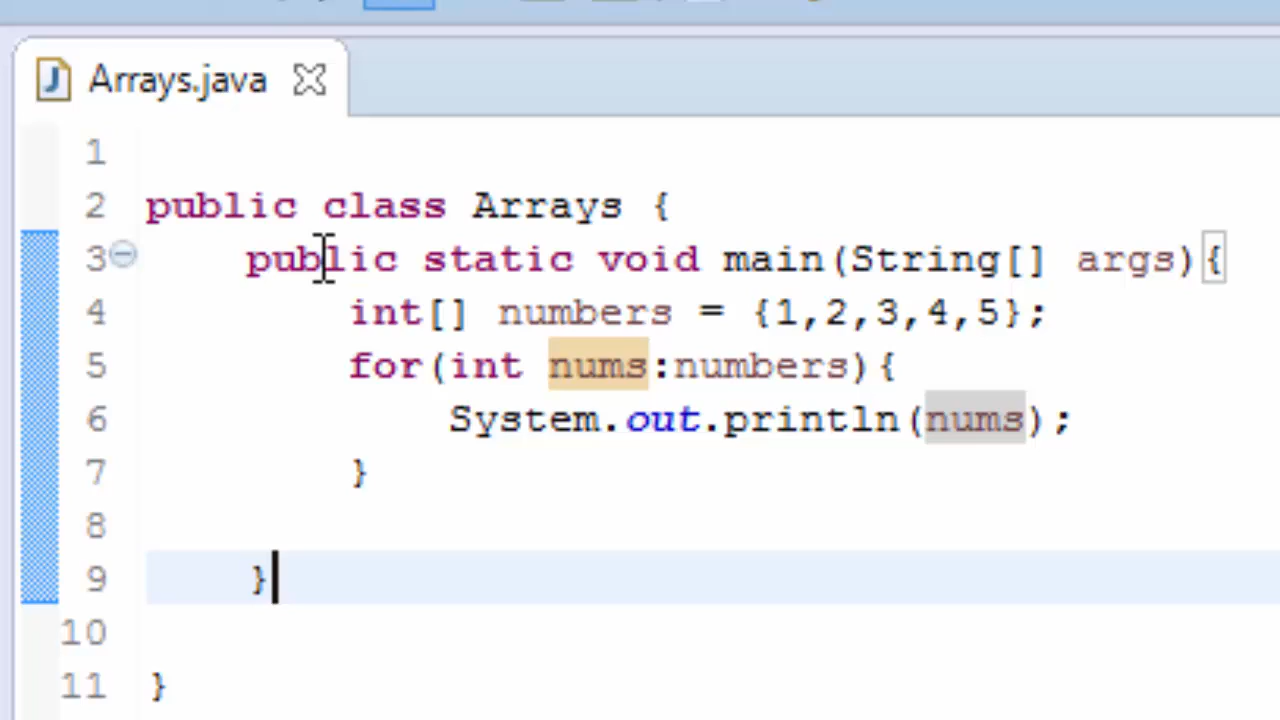 Arrays.java
1
2 public class Arrays {
3 public static void main(String[] args){
4 int[] numbers = {1,2,3,4,5};
5 for(int nums:numbers){
6 System.out.println(nums);
7 }
8
9 }
10
11 }